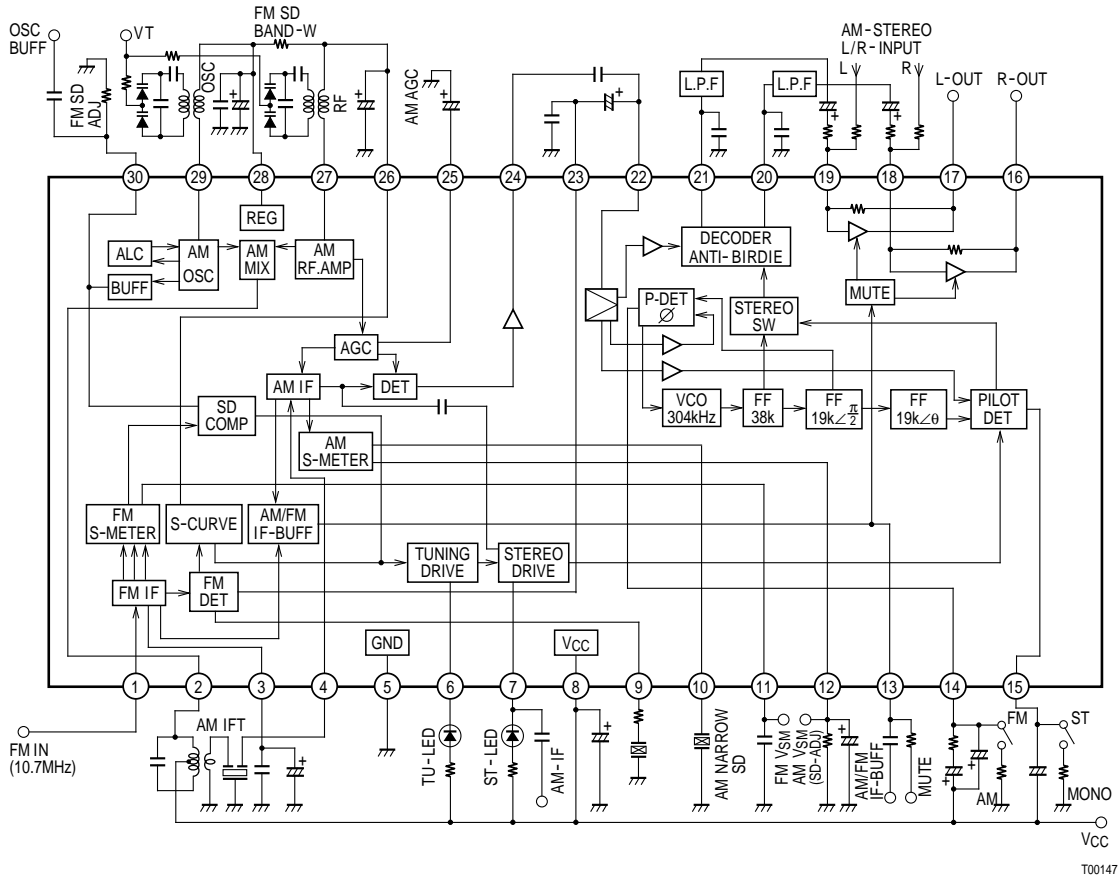 OSC
BUFF
VT
FM SD
BAND-W
FM SD
ADJ
OSC
RF
AM AGC
L.P.F
L.P.F
AM-STEREO
L/R-INPUT
L
R
L-OUT
R-OUT
30
29
28
27
26
25
24
23
22
21
20
19
18
17
16
REG
ALC
AM
OSC
AM
MIX
AM
RF.AMP
BUFF
DECODER
ANTI-BIRDIE
P-DET
∅
STEREO
SW
MUTE
AGC
AM IF
DET
SD
COMP
AM
S-METER
VCO
304kHz
FF
38k
FF
19k∠π/2
FF
19k∠θ
PILOT
DET
FM
S-METER
S-CURVE
AM/FM
IF-BUFF
TUNING
DRIVE
STEREO
DRIVE
FM IF
FM
DET
GND
VCC
1
2
3
4
5
6
7
8
9
10
11
12
13
14
15
FM IN
(10.7MHz)
AM IFT
TU-LED
ST-LED
AM-IF
AM NARROW
SD
FM VSM
AM VSM
(SD-ADJ)
AM/FM
IF-BUFF
MUTE
FM
AM
ST
MONO
VCC
T00147